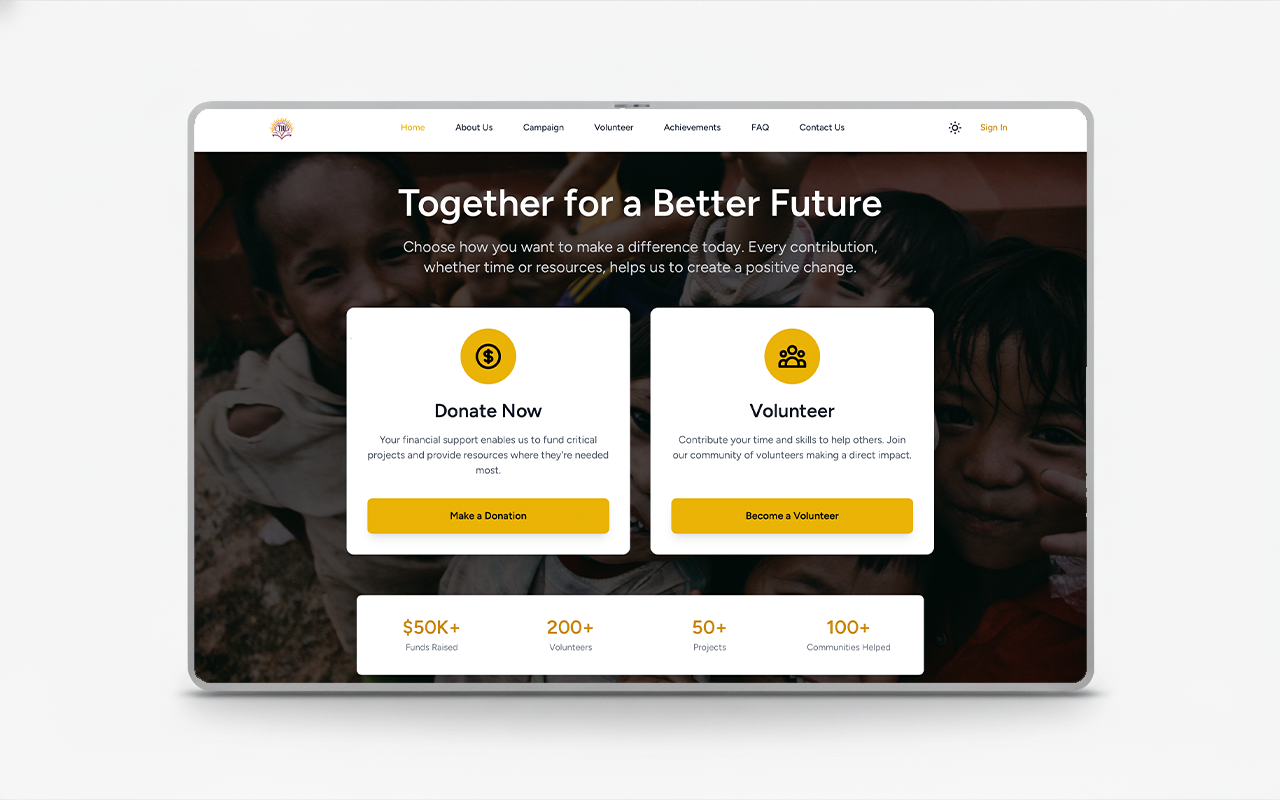 Home About Us Campaign Volunteer Achievements FAQ Contact Us Sign In
Together for a Better Future
Choose how you want to make a difference today. Every contribution,
whether time or resources, helps us to create a positive change.
Donate Now
Your financial support enables us to fund critical
projects and provide resources where they're needed
most.
Make a Donation
Volunteer
Contribute your time and skills to help others. Join
our community of volunteers making a direct impact.
Become a Volunteer
$50K+
Funds Raised
200+
Volunteers
50+
Projects
100+
Communities Helped